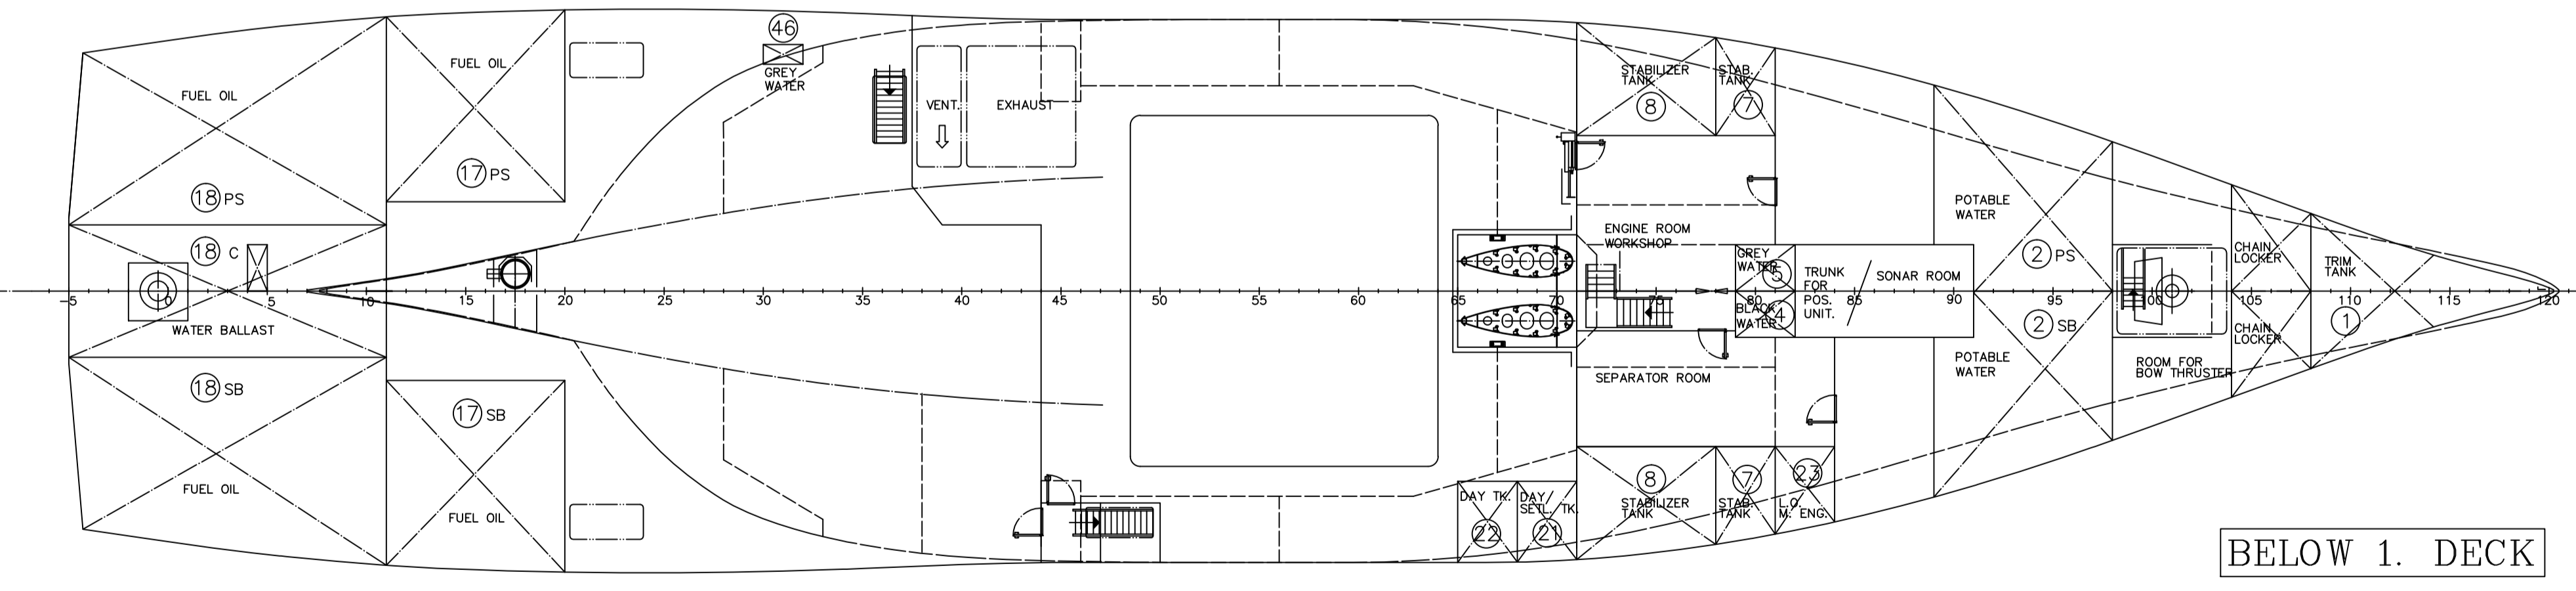 46
FUEL OIL
GREY
WATER
STABILIZER
TANK
STAB.
TANK
FUEL OIL
VENT.
EXHAUST
8
7
17 PS
18 PS
POTABLE
WATER
ENGINE ROOM
WORKSHOP
18 C
2 PS
GREY
WATER
5
TRUNK
FOR
POS.
UNIT.
SONAR ROOM
CHAIN
LOCKER
TRIM
TANK
-5 0 5 10 15 20 25 30 35 40 45 50 55 60 65 70 75 80 85 90 95 100 105 110 115 120
BLACK
WATER
4
WATER BALLAST
2 SB
1
CHAIN
LOCKER
POTABLE
WATER
ROOM FOR
BOW THRUSTER
SEPARATOR ROOM
18 SB
17 SB
FUEL OIL
FUEL OIL
DAY TK.
22
DAY/
SETL. TK.
21
8
STABILIZER
TANK
7
STAB.
TANK
23
L.O.
M. ENG.
BELOW 1. DECK